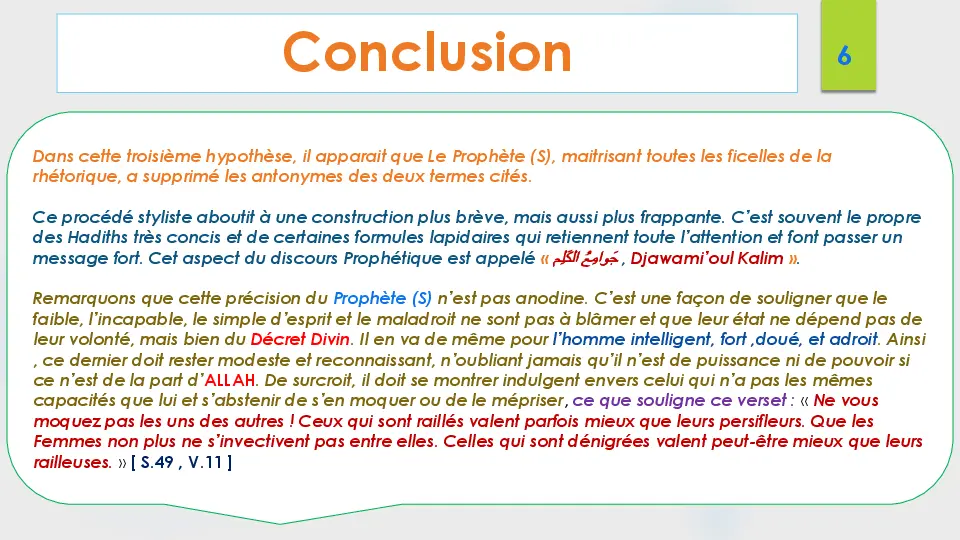 Conclusion
6
Dans cette troisième hypothèse, il apparait que Le Prophète (S), maitrisant toutes les ficelles de la
rhétorique, a supprimé les antonymes des deux termes cités.
Ce procédé styliste aboutit à une construction plus brève, mais aussi plus frappante. C’est souvent le propre
des Hadiths très concis et de certaines formules lapidaires qui retiennent toute l’attention et font passer un
message fort. Cet aspect du discours Prophétique est appelé « جَوامِعُ الكَلِم , Djawami’oul Kalim ».
Remarquons que cette précision du Prophète (S) n’est pas anodine. C’est une façon de souligner que le
faible, l’incapable, le simple d’esprit et le maladroit ne sont pas à blâmer et que leur état ne dépend pas de
leur volonté, mais bien du Décret Divin. Il en va de même pour l’homme intelligent, fort ,doué, et adroit. Ainsi
, ce dernier doit rester modeste et reconnaissant, n’oubliant jamais qu’il n’est de puissance ni de pouvoir si
ce n’est de la part d’ALLAH. De surcroit, il doit se montrer indulgent envers celui qui n’a pas les mêmes
capacités que lui et s’abstenir de s’en moquer ou de le mépriser, ce que souligne ce verset : « Ne vous
moquez pas les uns des autres ! Ceux qui sont raillés valent parfois mieux que leurs persifleurs. Que les
Femmes non plus ne s’invectivent pas entre elles. Celles qui sont dénigrées valent peut-être mieux que leurs
railleuses. » [ S.49 , V.11 ]